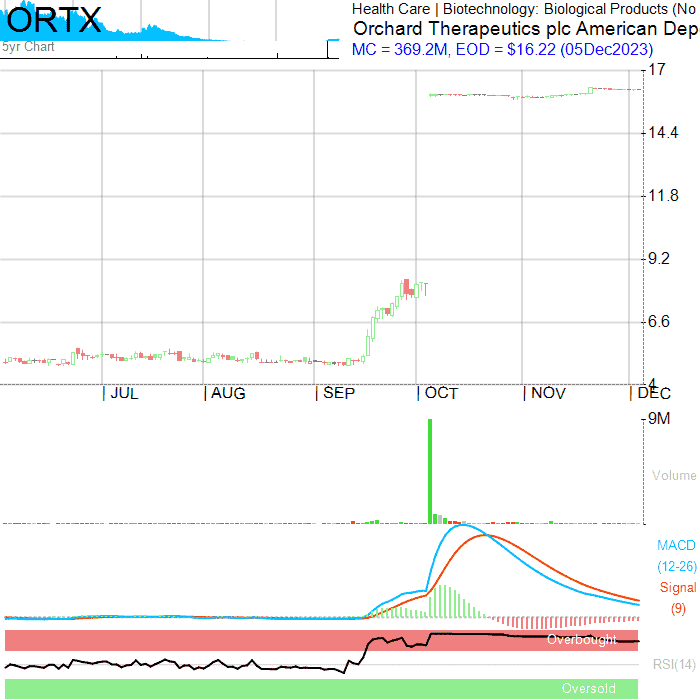 ORTX
5yr Chart
Health Care | Biotechnology: Biological Products (No
Orchard Therapeutics plc American Dep
MC = 369.2M, EOD = $16.22 (05Dec2023)
17
14.4
11.8
9.2
6.6
4
JUL
AUG
SEP
OCT
NOV
DEC
9M
Volume
MACD
(12-26)
Signal
(9)
Overbought
RSI(14)
Oversold